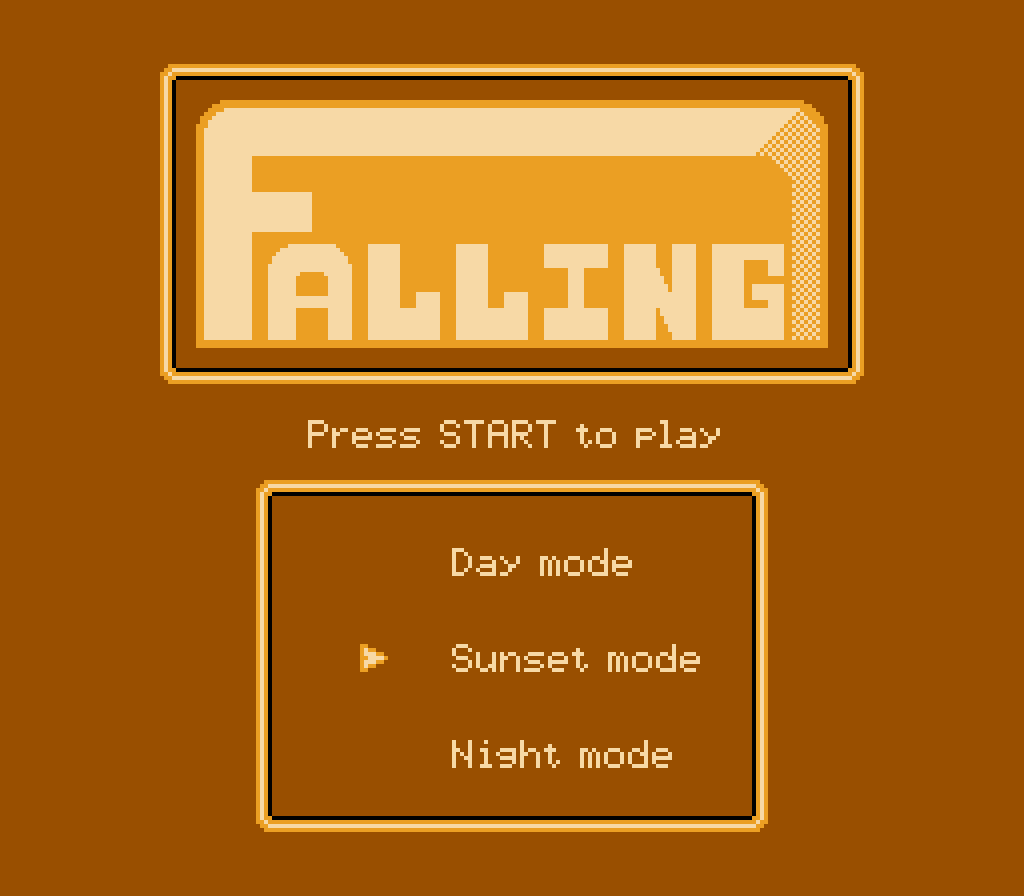 FALLING
Press START to play
Day mode
Sunset mode
Night mode